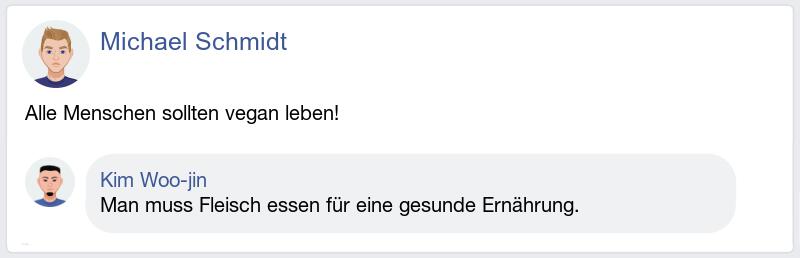 Michael Schmidt
Alle Menschen sollten vegan leben!
Kim Woo-jin
Man muss Fleisch essen für eine gesunde Ernährung.